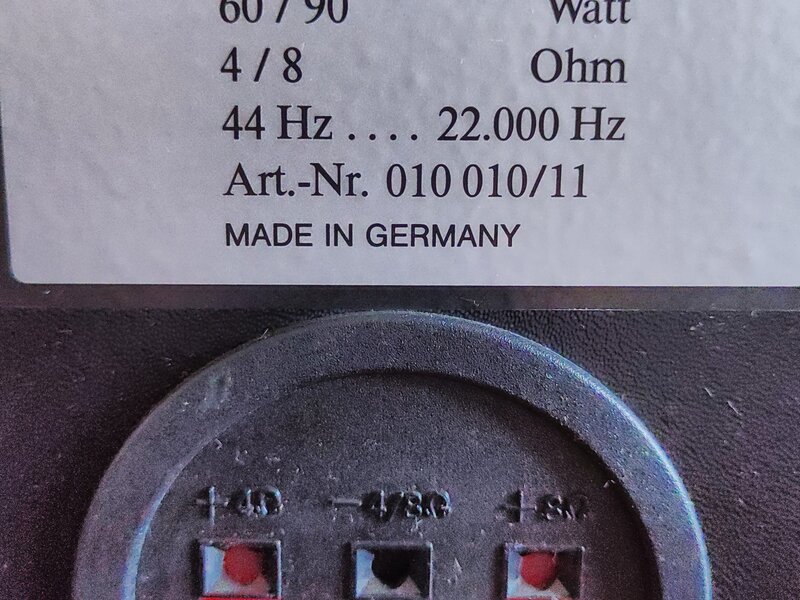 60 / 90 Watt
4 / 8 Ohm
44 Hz .... 22.000 Hz
Art.-Nr. 010 010/11
MADE IN GERMANY
+ 4Ω − 4/8Ω + 8Ω